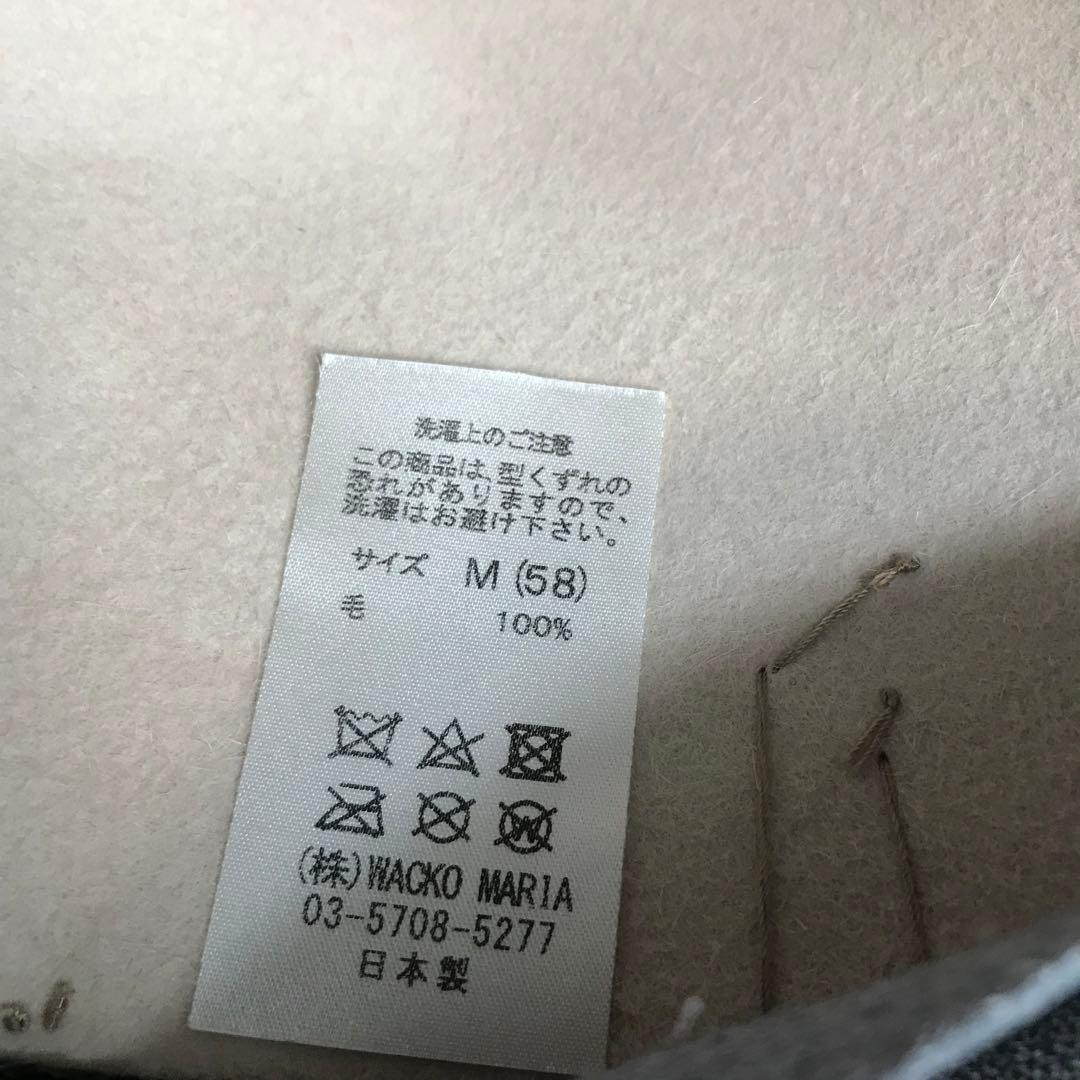 洗濯上のご注意
この商品は、型くずれの
恐れがありますので、
洗濯はお避け下さい。
サイズ M (58)
毛 100%
(株)WACKO MARIA
03-5708-5277
日本製